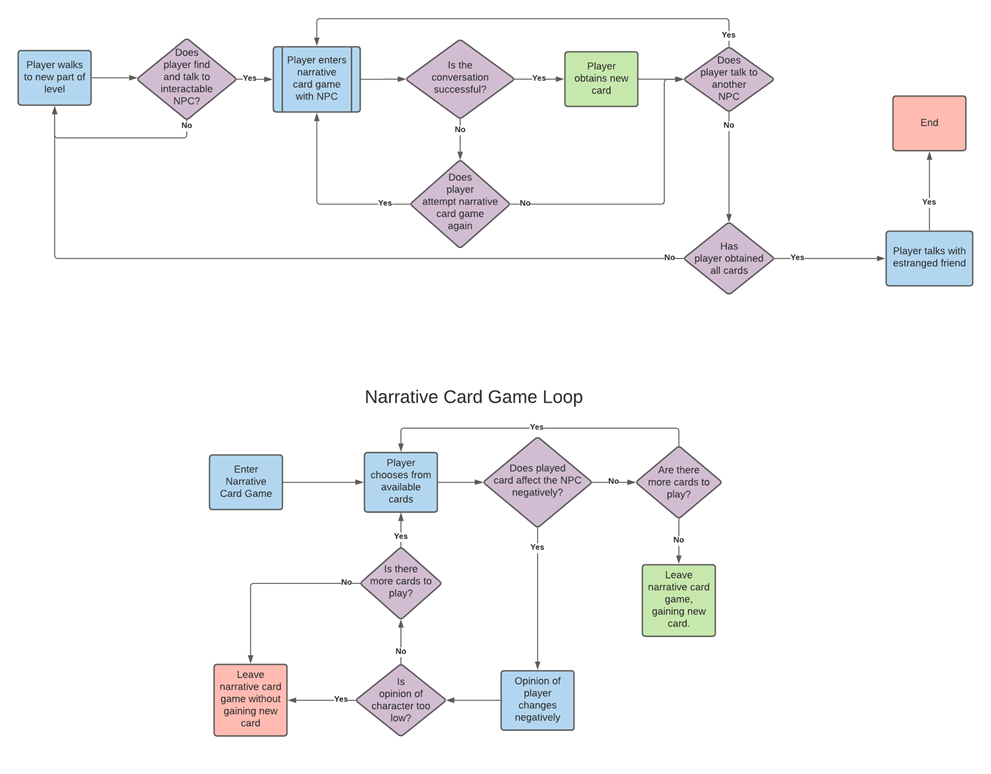 Yes
Player walks
to new part of
level
Does
player find
and talk to
interactable
NPC?
Yes
No
Player enters
narrative
card game
with NPC
Is the
conversation
successful?
Yes
No
Player
obtains new
card
Does
player talk to
another
NPC
No
End
Does
player
attempt narrative
card game
again
Yes
No
Yes
Has
player obtained
all cards
No
Yes
Player talks with
estranged friend
Narrative Card Game Loop
Yes
Enter
Narrative
Card Game
Player
chooses from
available
cards
Does played
card affect the NPC
negatively?
No
Are there
more cards to
play?
Yes
Yes
No
Is there
more cards to
play?
No
Leave
narrative card
game,
gaining new
card.
No
Leave
narrative card
game without
gaining new
card
Yes
Is
opinion of
character too
low?
Opinion of
player
changes
negatively